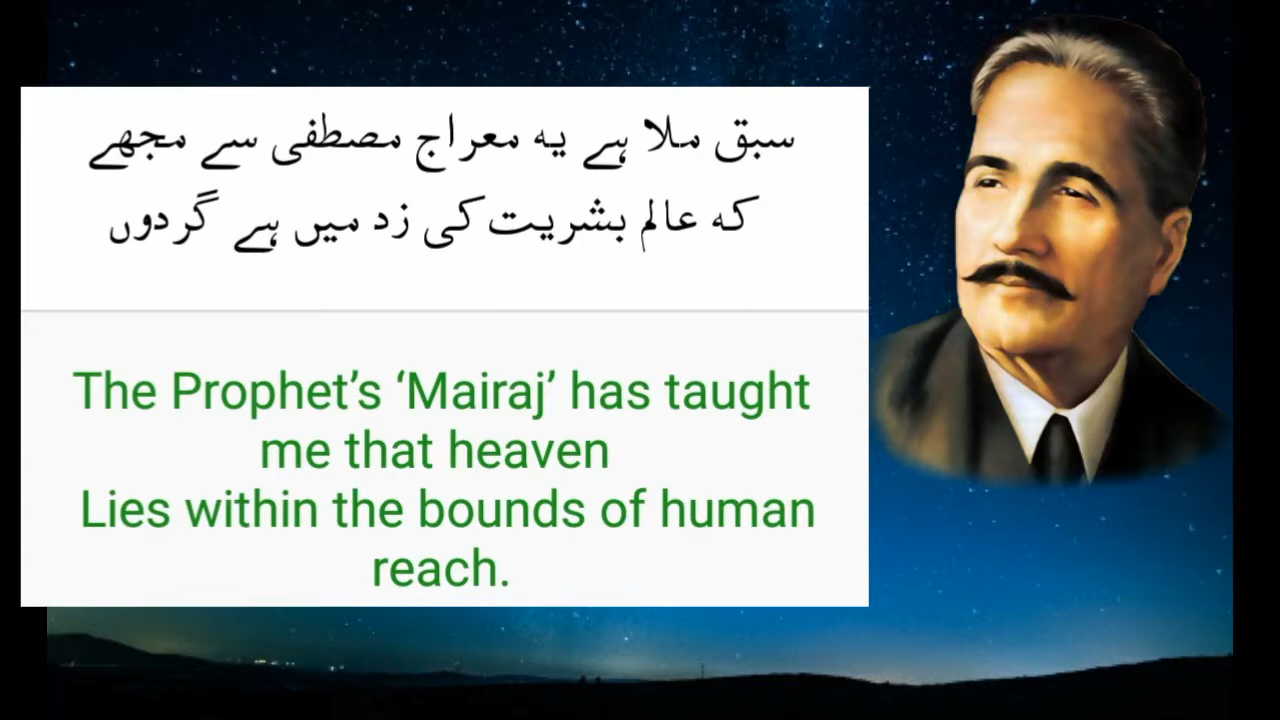 سبق ملا ہے یہ معراج مصطفی سے مجھے
کہ عالم بشریت کی زد میں ہے گردوں
The Prophet’s ‘Mairaj’ has taught
me that heaven
Lies within the bounds of human
reach.